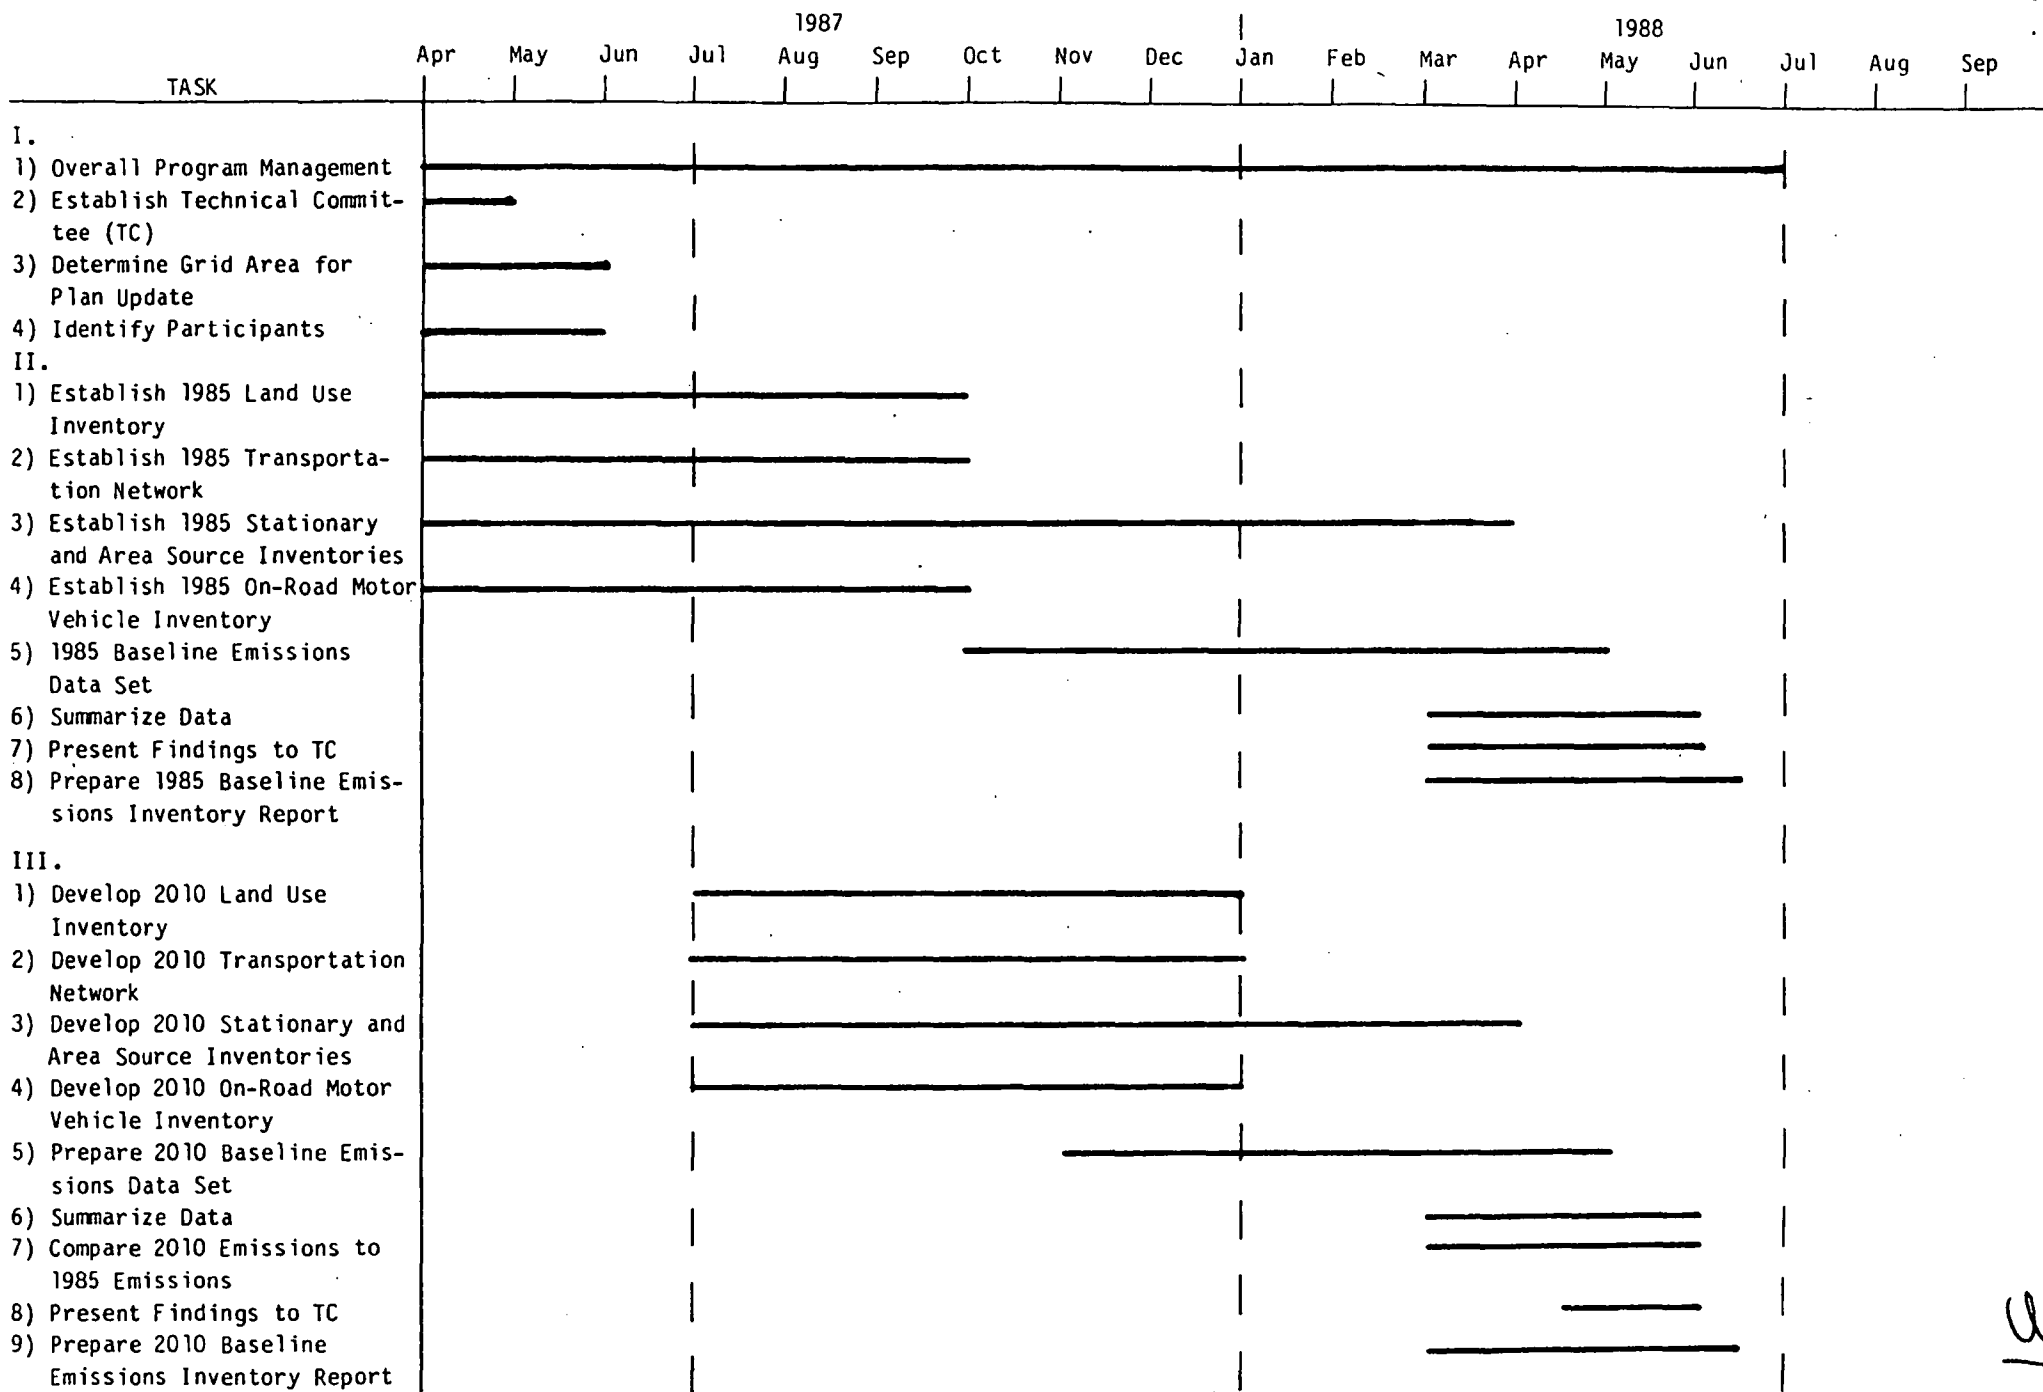 1987
1988
Apr May Jun Jul Aug Sep Oct Nov Dec Jan Feb Mar Apr May Jun Jul Aug Sep
TASK
I.
1) Overall Program Management
2) Establish Technical Commit-
tee (TC)
3) Determine Grid Area for
Plan Update
4) Identify Participants
II.
1) Establish 1985 Land Use
Inventory
2) Establish 1985 Transporta-
tion Network
3) Establish 1985 Stationary
and Area Source Inventories
4) Establish 1985 On-Road Motor
Vehicle Inventory
5) 1985 Baseline Emissions
Data Set
6) Summarize Data
7) Present Findings to TC
8) Prepare 1985 Baseline Emis-
sions Inventory Report
III.
1) Develop 2010 Land Use
Inventory
2) Develop 2010 Transportation
Network
3) Develop 2010 Stationary and
Area Source Inventories
4) Develop 2010 On-Road Motor
Vehicle Inventory
5) Prepare 2010 Baseline Emis-
sions Data Set
6) Summarize Data
7) Compare 2010 Emissions to
1985 Emissions
8) Present Findings to TC
9) Prepare 2010 Baseline
Emissions Inventory Report